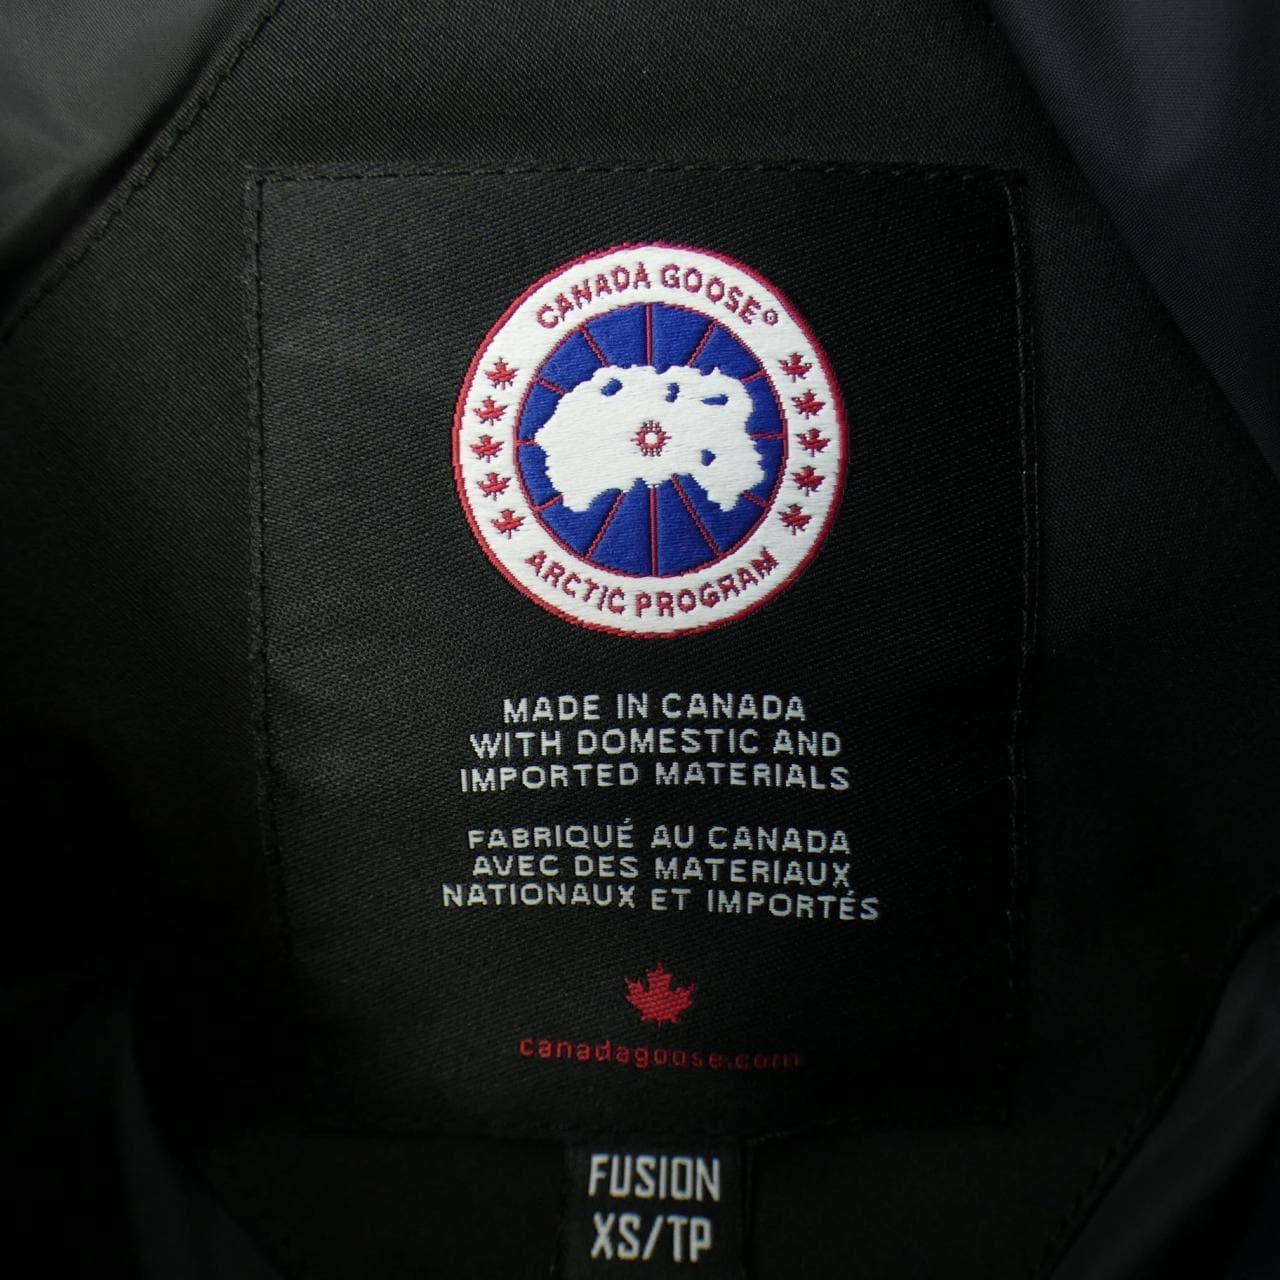 CANADA GOOSE®
ARCTIC PROGRAM
MADE IN CANADA
WITH DOMESTIC AND
IMPORTED MATERIALS
FABRIQUÉ AU CANADA
AVEC DES MATERIAUX
NATIONAUX ET IMPORTÉS
canadagoose.com
FUSION
XS/TP